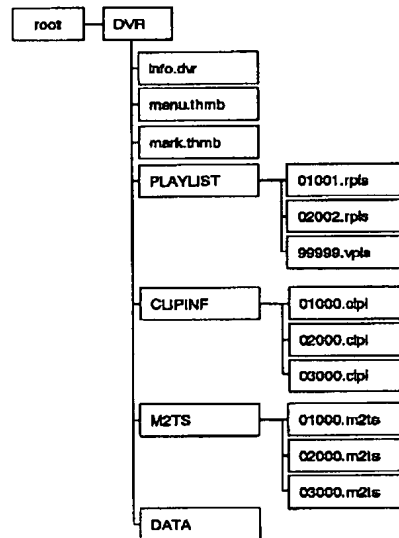 root DVR
info.dvr
menu.thmb
mark.thmb
PLAYLIST 01001.rpls
02002.rpls
99999.vpls
CLIPINF 01000.clpi
02000.clpi
03000.clpi
M2TS 01000.m2ts
02000.m2ts
03000.m2ts
DATA